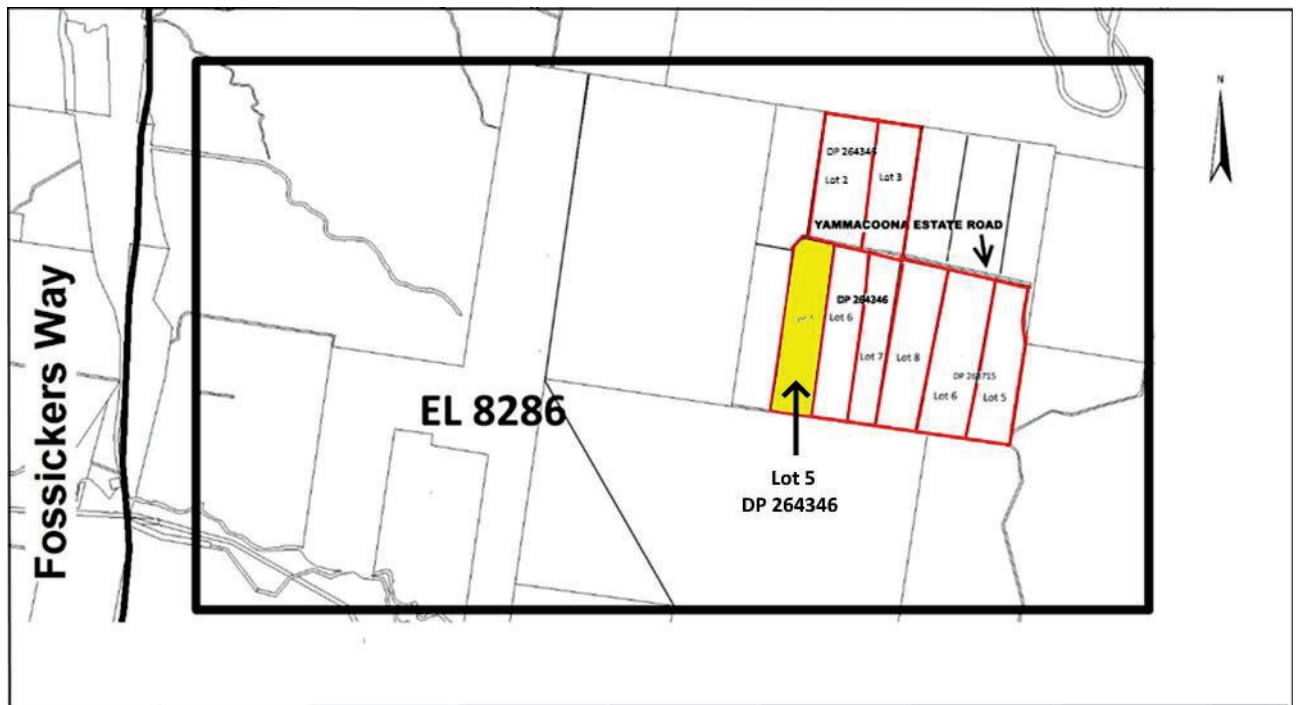 N
DP 264346
Lot 2
Lot 3
YAMMACOONA ESTATE ROAD
DP 264346
Lot 6
Lot 7
Lot 8
Lot 6
Lot 5
EL 8286
Lot 5
DP 264346
Fossickers Way